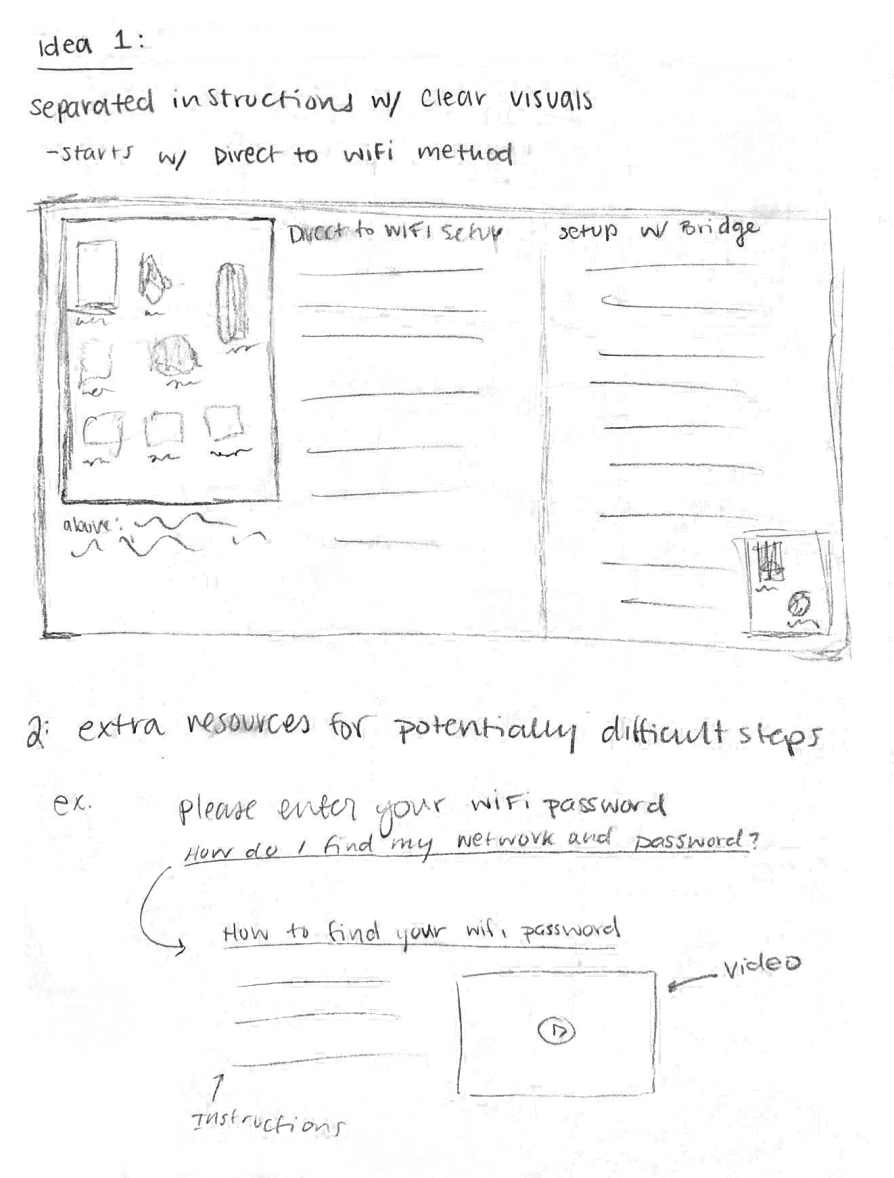 idea 1:
separated instructions w/ clear visuals
-starts w/ Direct to WiFi method
Direct to WiFi Setup
setup w/ Bridge
above:
2: extra resources for potentially difficult steps
ex. please enter your WiFi password
How do I find my network and password?
How to find your wifi password
video
Instructions